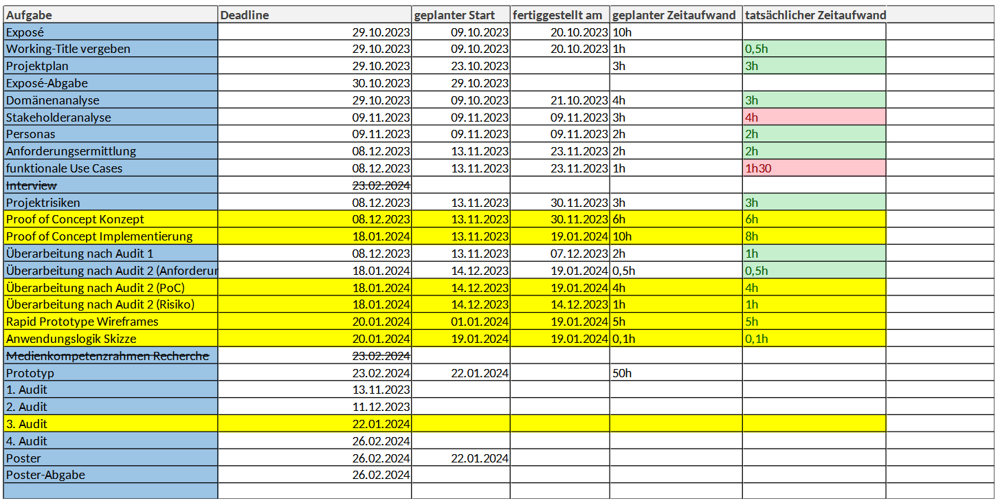 Aufgabe Deadline geplanter Start fertiggestellt am geplanter Zeitaufwand tatsächlicher Zeitaufwand
Exposé 29.10.2023 09.10.2023 20.10.2023 10h
Working-Title vergeben 29.10.2023 09.10.2023 20.10.2023 1h 0,5h
Projektplan 29.10.2023 23.10.2023 3h 3h
Exposé-Abgabe 30.10.2023 29.10.2023
Domänenanalyse 29.10.2023 09.10.2023 21.10.2023 4h 3h
Stakeholderanalyse 09.11.2023 09.11.2023 09.11.2023 3h 4h
Personas 09.11.2023 09.11.2023 09.11.2023 2h 2h
Anforderungsermittlung 08.12.2023 13.11.2023 23.11.2023 2h 2h
funktionale Use Cases 08.12.2023 13.11.2023 23.11.2023 1h 1h30
Interview 23.02.2024
Projektrisiken 08.12.2023 13.11.2023 30.11.2023 3h 3h
Proof of Concept Konzept 08.12.2023 13.11.2023 30.11.2023 6h 6h
Proof of Concept Implementierung 18.01.2024 13.11.2023 19.01.2024 10h 8h
Überarbeitung nach Audit 1 08.12.2023 13.11.2023 07.12.2023 2h 1h
Überarbeitung nach Audit 2 (Anforderur 18.01.2024 14.12.2023 19.01.2024 0,5h 0,5h
Überarbeitung nach Audit 2 (PoC) 18.01.2024 14.12.2023 19.01.2024 4h 4h
Überarbeitung nach Audit 2 (Risiko) 18.01.2024 14.12.2023 14.12.2023 1h 1h
Rapid Prototype Wireframes 20.01.2024 01.01.2024 19.01.2024 5h 5h
Anwendungslogik Skizze 20.01.2024 19.01.2024 19.01.2024 0,1h 0,1h
Medienkompetenzrahmen Recherche 23.02.2024
Prototyp 23.02.2024 22.01.2024 50h
1. Audit 13.11.2023
2. Audit 11.12.2023
3. Audit 22.01.2024
4. Audit 26.02.2024
Poster 26.02.2024 22.01.2024
Poster-Abgabe 26.02.2024